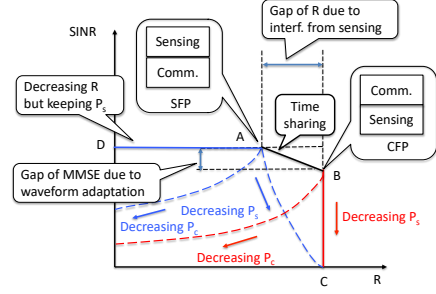 SINR
Sensing
Comm.
SFP
Gap of R due to
interf. from sensing
Comm.
Sensing
CFP
Decreasing R
but keeping Ps
Time
sharing
D
A
B
Gap of MMSE due to
waveform adaptation
Decreasing Ps
Decreasing Pc
Decreasing Ps
Decreasing Pc
C
R